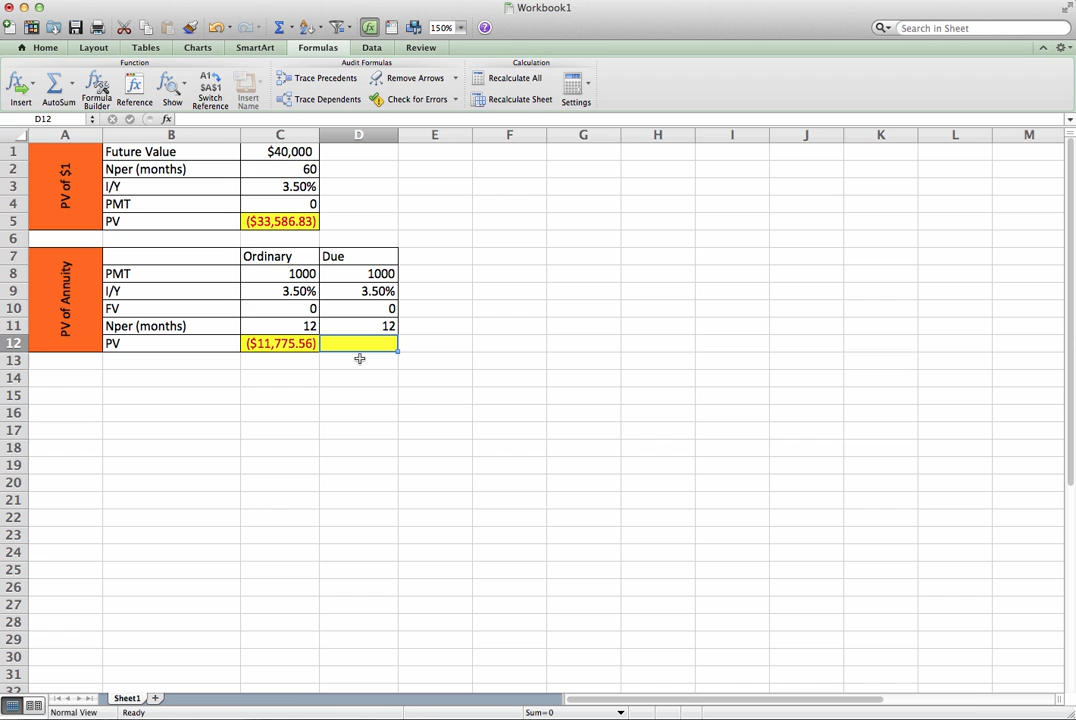 Workbook1
150%
Search in Sheet
Home Layout Tables Charts SmartArt Formulas Data Review
Function Audit Formulas Calculation
Insert AutoSum Formula Builder Reference Show Switch Reference Insert Name
Trace Precedents Remove Arrows Recalculate All
Trace Dependents Check for Errors Recalculate Sheet Settings
D12 fx
A B C D E F G H I J K L M
PV of $1
1 Future Value $40,000
2 Nper (months) 60
3 I/Y 3.50%
4 PMT 0
5 PV ($33,586.83)
6
PV of Annuity
7 Ordinary Due
8 PMT 1000 1000
9 I/Y 3.50% 3.50%
10 FV 0 0
11 Nper (months) 12 12
12 PV ($11,775.56)
13
14
15
16
17
18
19
20
21
22
23
24
25
26
27
28
29
30
31
32
Sheet1
Normal View Ready Sum=0